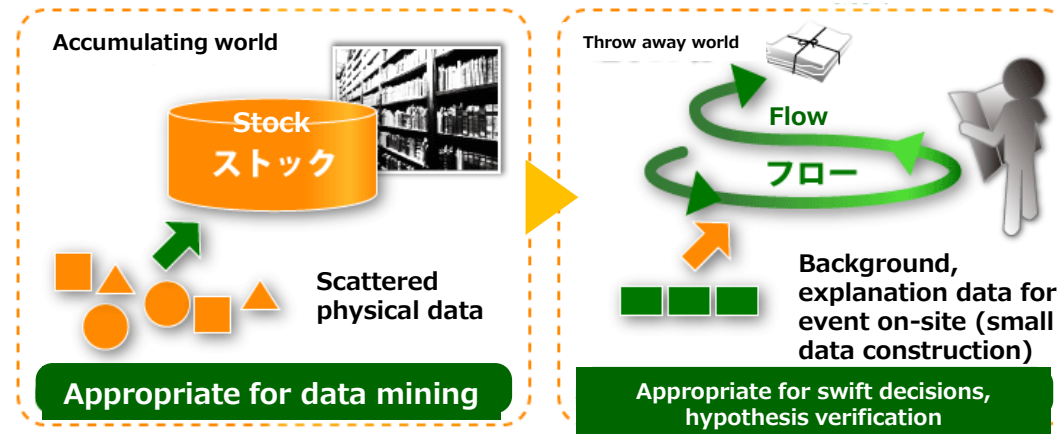 Accumulating world
Stock
ストック
Scattered
physical data
Appropriate for data mining
Throw away world
Flow
フロー
Background,
explanation data for
event on-site (small
data construction)
Appropriate for swift decisions,
hypothesis verification